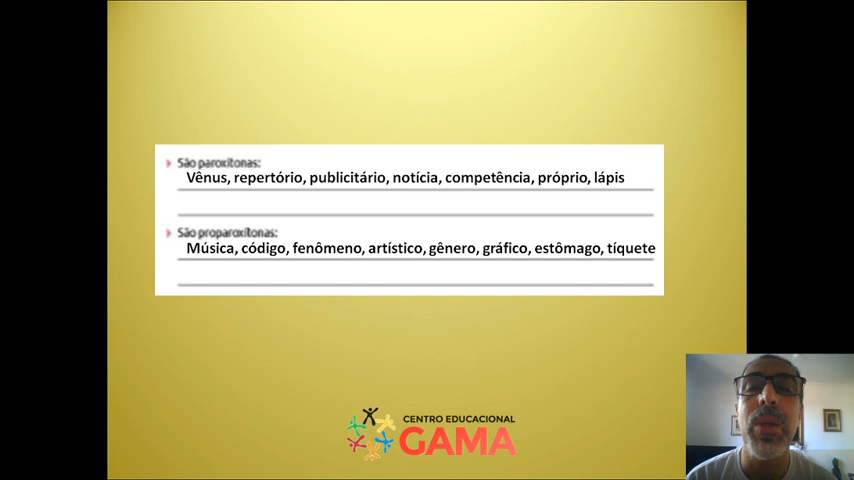 São paroxítonas:
Vênus, repertório, publicitário, notícia, competência, próprio, lápis
São proparoxítonas:
Música, código, fenômeno, artístico, gênero, gráfico, estômago, tíquete
CENTRO EDUCACIONAL
GAMA